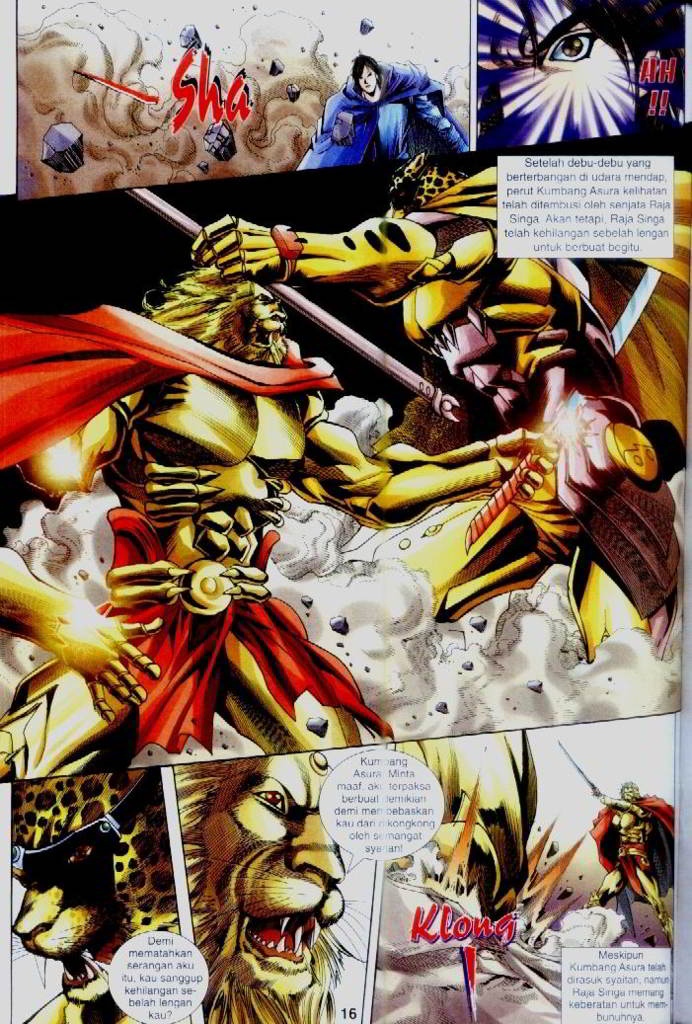 Sha
AH
!!
Setelah debu-debu yang
berterbangan di udara mendap,
perut Kumbang Asura kelihatan
telah ditembusi oleh senjata Raja
Singa. Akan tetapi, Raja Singa
telah kehilangan sebelah lengan
untuk berbuat begitu.
Demi
mematahkan
serangan aku
itu, kau sanggup
kehilangan se-
belah lengan
kau?
Kumbang
Asura! Minta
maaf, aku terpaksa
berbuat demikian
demi membebaskan
kau dari dikongkong
oleh semangat
syaitan!
Klong
!
Meskipun
Kumbang Asura telah
dirasuk syaitan, namun
Raja Singa memang
keberatan untuk mem-
bunuhnya.
16